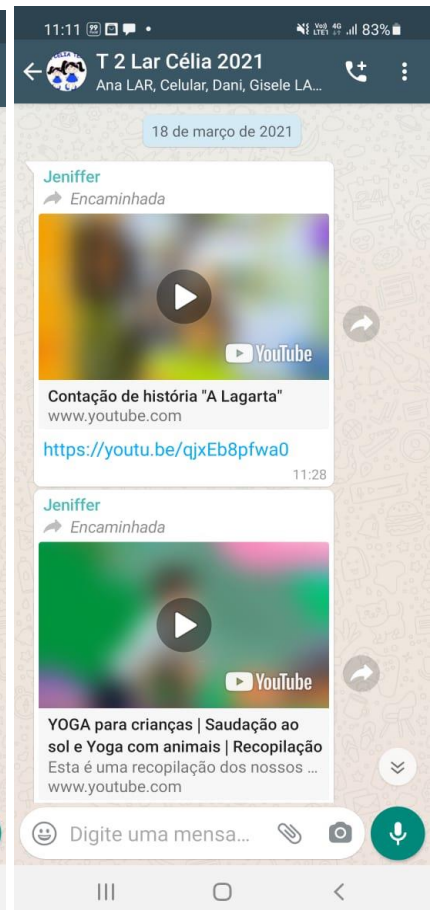 11:11
83%
T 2 Lar Célia 2021
Ana LAR, Celular, Dani, Gisele LA...
18 de março de 2021
Jeniffer
Encaminhada
YouTube
Contação de história "A Lagarta"
www.youtube.com
https://youtu.be/qjxEb8pfwa0
11:28
Jeniffer
Encaminhada
YouTube
YOGA para crianças | Saudação ao
sol e Yoga com animais | Recopilação
Esta é uma recopilação dos nossos ...
www.youtube.com
Digite uma mensa...